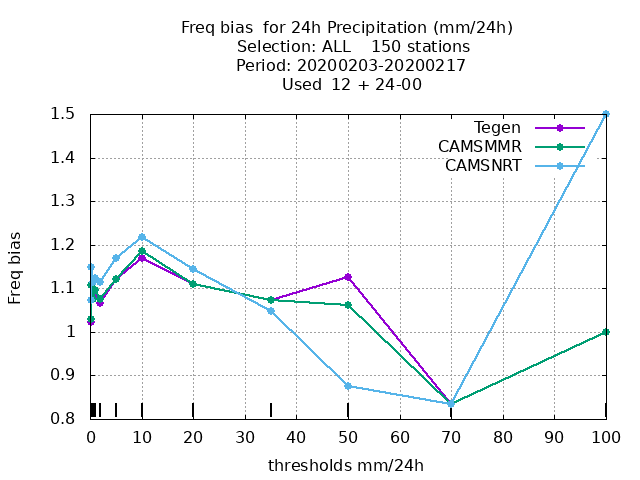 Freq bias  for 24h Precipitation (mm/24h)
Selection: ALL    150 stations
Period: 20200203-20200217
Used  12 + 24-00
Tegen
CAMSMMR
CAMSNRT
1.5
1.4
1.3
1.2
1.1
1
0.9
0.8
Freq bias
0 10 20 30 40 50 60 70 80 90 100
thresholds mm/24h